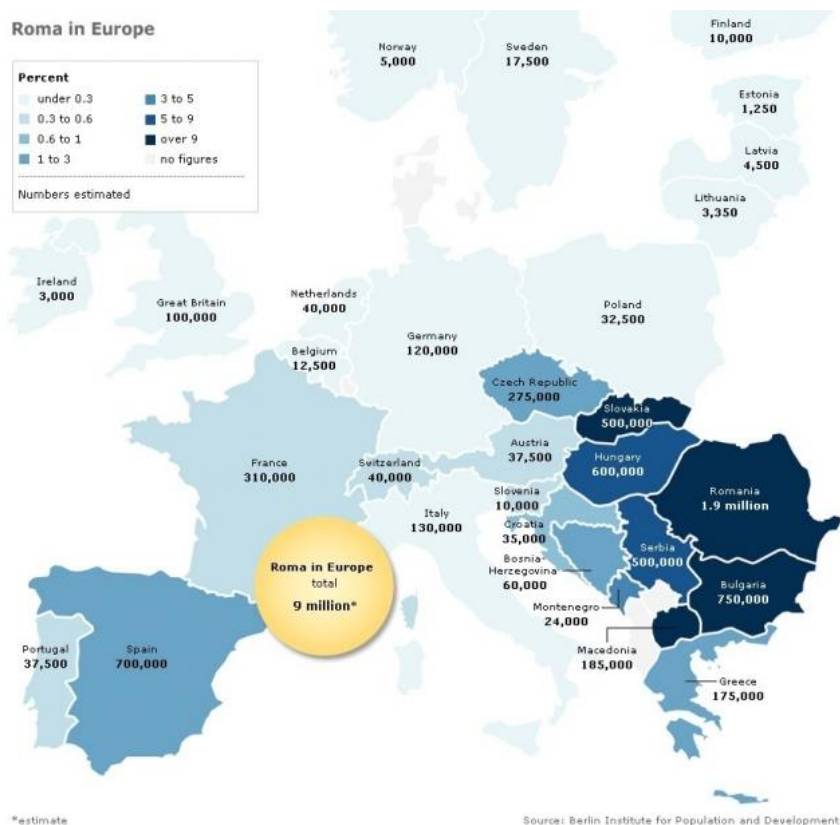 Roma in Europe
Percent
under 0.3
0.3 to 0.6
0.6 to 1
1 to 3
3 to 5
5 to 9
over 9
no figures
Numbers estimated
Norway
5,000
Sweden
17,500
Finland
10,000
Estonia
1,250
Latvia
4,500
Lithuania
3,350
Ireland
3,000
Great Britain
100,000
Netherlands
40,000
Belgium
12,500
Germany
120,000
Poland
32,500
Czech Republic
275,000
Slovakia
500,000
Austria
37,500
Hungary
600,000
France
310,000
Switzerland
40,000
Slovenia
10,000
Romania
1.9 million
Italy
130,000
Croatia
35,000
Serbia
500,000
Bosnia-
Herzegovina
60,000
Roma in Europe
total
9 million*
Bulgaria
750,000
Montenegro
24,000
Portugal
37,500
Spain
700,000
Macedonia
185,000
Greece
175,000
*estimate
Source: Berlin Institute for Population and Development